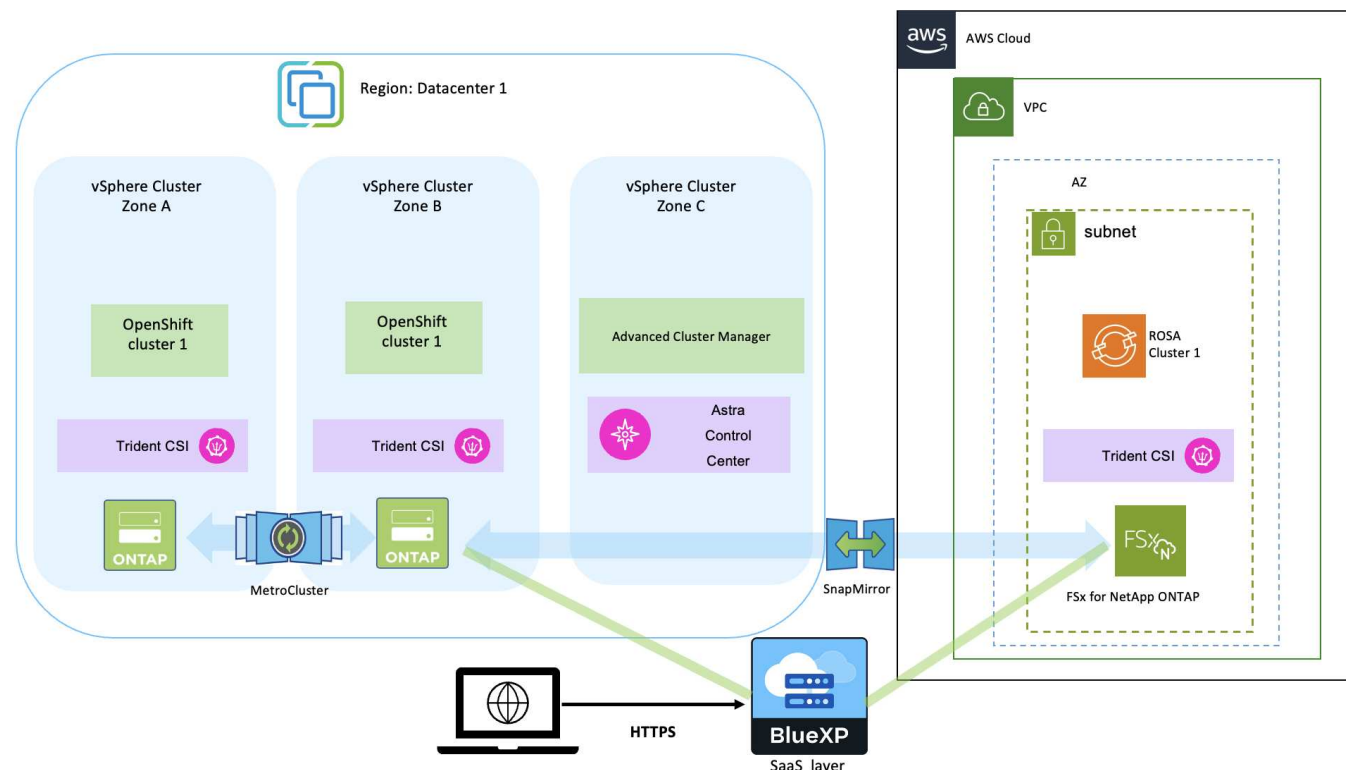 aws
AWS Cloud
Region: Datacenter 1
VPC
vSphere Cluster
Zone A
vSphere Cluster
Zone B
vSphere Cluster
Zone C
AZ
subnet
OpenShift
cluster 1
OpenShift
cluster 1
Advanced Cluster Manager
ROSA
Cluster 1
Trident CSI
Trident CSI
Astra
Control
Center
Trident CSI
ONTAP
MetroCluster
ONTAP
SnapMirror
FSx
N
FSx for NetApp ONTAP
HTTPS
BlueXP
SaaS layer